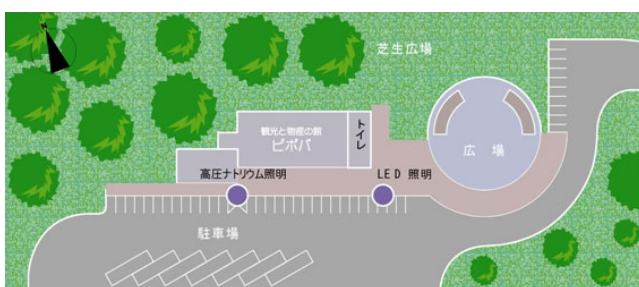 N
芝生広場
観光と物産の館
ピポパ
トイレ
広 場
高圧ナトリウム照明
LED 照明
駐車場